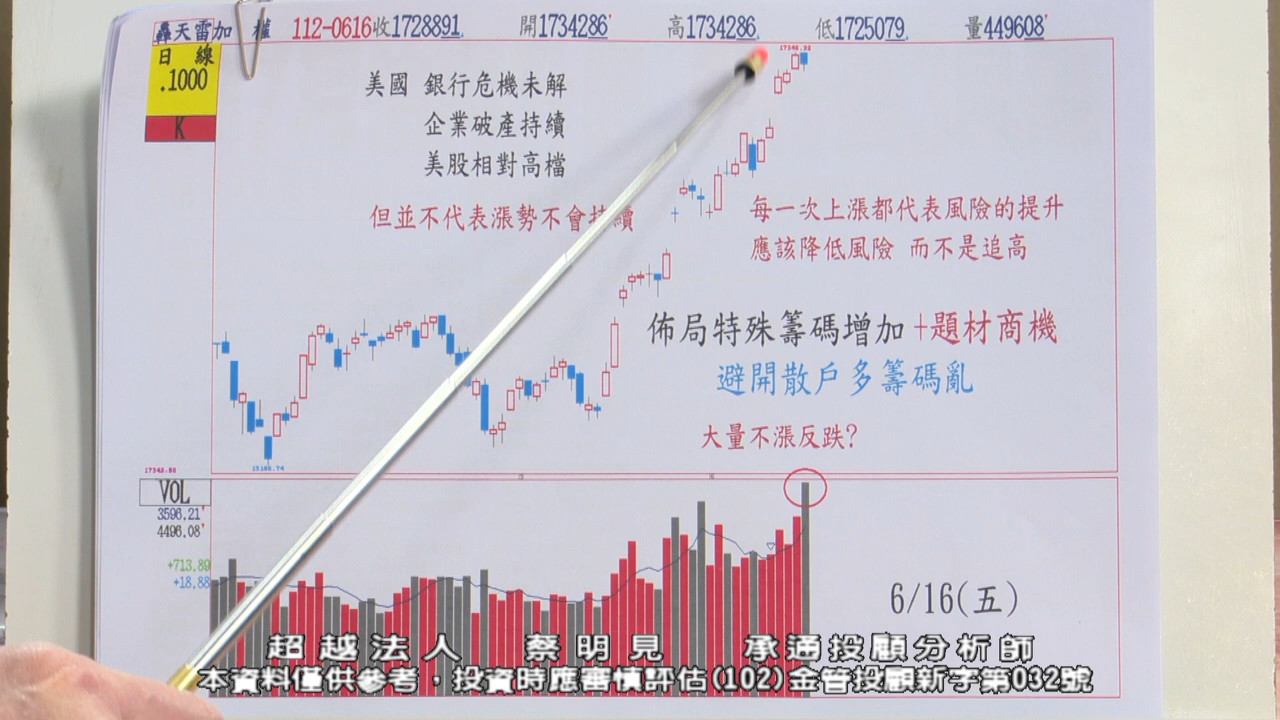 轟天雷加 權 112-0616收1728891 開1734286 高1734286 低1725079 量449608
日 線
.1000
K
17342.92
美國 銀行危機未解
企業破產持續
美股相對高檔
但並不代表漲勢不會持續
每一次上漲都代表風險的提升
應該降低風險 而不是追高
佈局特殊籌碼增加+題材商機
避開散戶多籌碼亂
大量不漲反跌?
VOL
3596.21
4496.08
+713.89
+18.88
6/16(五)
超越法人 蔡明見 承通投顧分析師
本資料僅供參考，投資時應審慎評估(102)金管投顧新字第032號